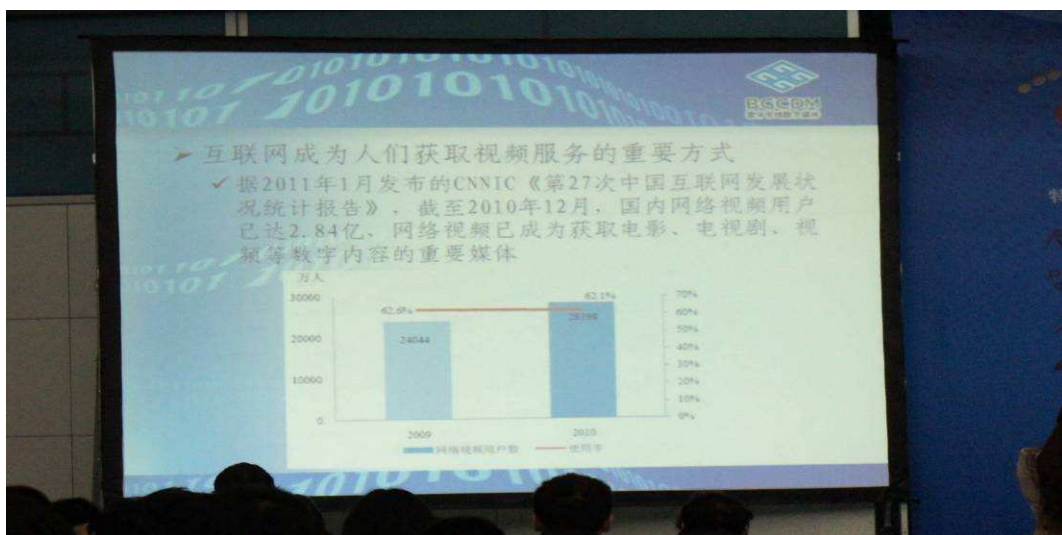 BGCDM
互联网成为人们获取视频服务的重要方式
据2011年1月发布的CNNIC《第27次中国互联网发展状
况统计报告》，截至2010年12月，国内网络视频用户
已达2.84亿，网络视频已成为获取电影、电视剧、视
频等数字内容的重要媒体
万人
30000
62.6%
62.1%
70%
60%
28398
50%
20000
24044
40%
30%
10000
20%
10%
0
0%
2009
2010
网络视频用户数
使用率